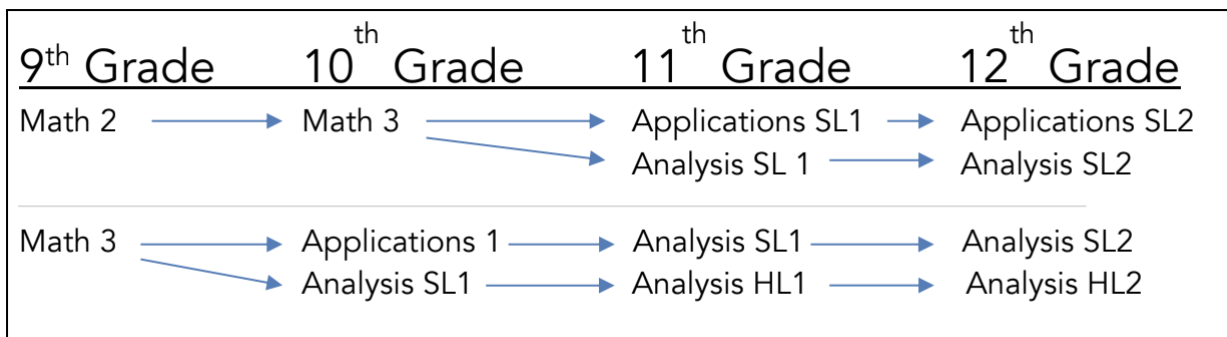 9th Grade 10th Grade 11th Grade 12th Grade
Math 2 Math 3 Applications SL1 Applications SL2
Analysis SL 1 Analysis SL2
Math 3 Applications 1 Analysis SL1 Analysis SL2
Analysis SL1 Analysis HL1 Analysis HL2